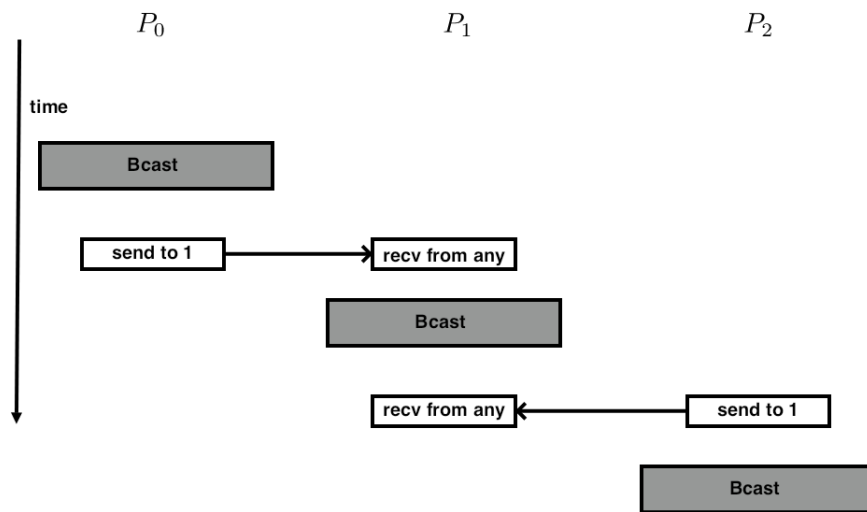 P₀ P₁ P₂
time
Bcast
send to 1 recv from any
Bcast
recv from any send to 1
Bcast